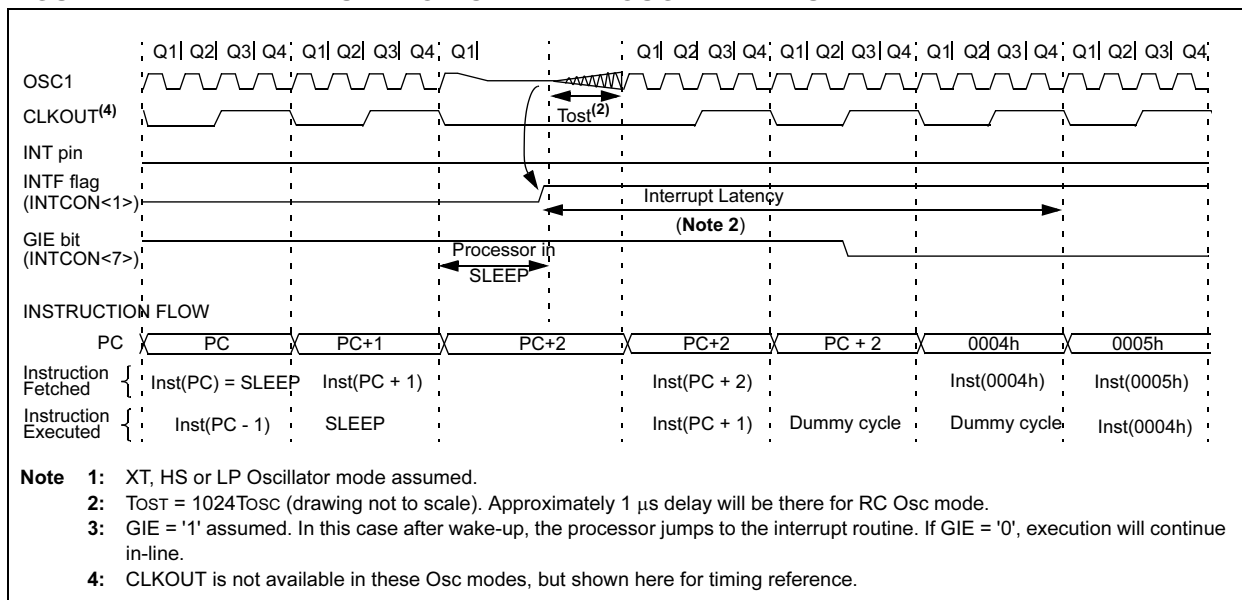 Q1 Q2 Q3 Q4 Q1 Q2 Q3 Q4 Q1 Q1 Q2 Q3 Q4 Q1 Q2 Q3 Q4 Q1 Q2 Q3 Q4 Q1 Q2 Q3 Q4
OSC1
CLKOUT(4)
TOST(2)
INT pin
INTF flag
(INTCON<1>)
Interrupt Latency
(Note 2)
GIE bit
(INTCON<7>)
Processor in
SLEEP
INSTRUCTION FLOW
PC PC PC+1 PC+2 PC+2 PC + 2 0004h 0005h
Instruction
Fetched
Inst(PC) = SLEEP Inst(PC + 1) Inst(PC + 2) Inst(0004h) Inst(0005h)
Instruction
Executed
Inst(PC - 1) SLEEP Inst(PC + 1) Dummy cycle Dummy cycle Inst(0004h)
Note 1: XT, HS or LP Oscillator mode assumed.
2: TOST = 1024TOSC (drawing not to scale). Approximately 1 μs delay will be there for RC Osc mode.
3: GIE = '1' assumed. In this case after wake-up, the processor jumps to the interrupt routine. If GIE = '0', execution will continue
in-line.
4: CLKOUT is not available in these Osc modes, but shown here for timing reference.